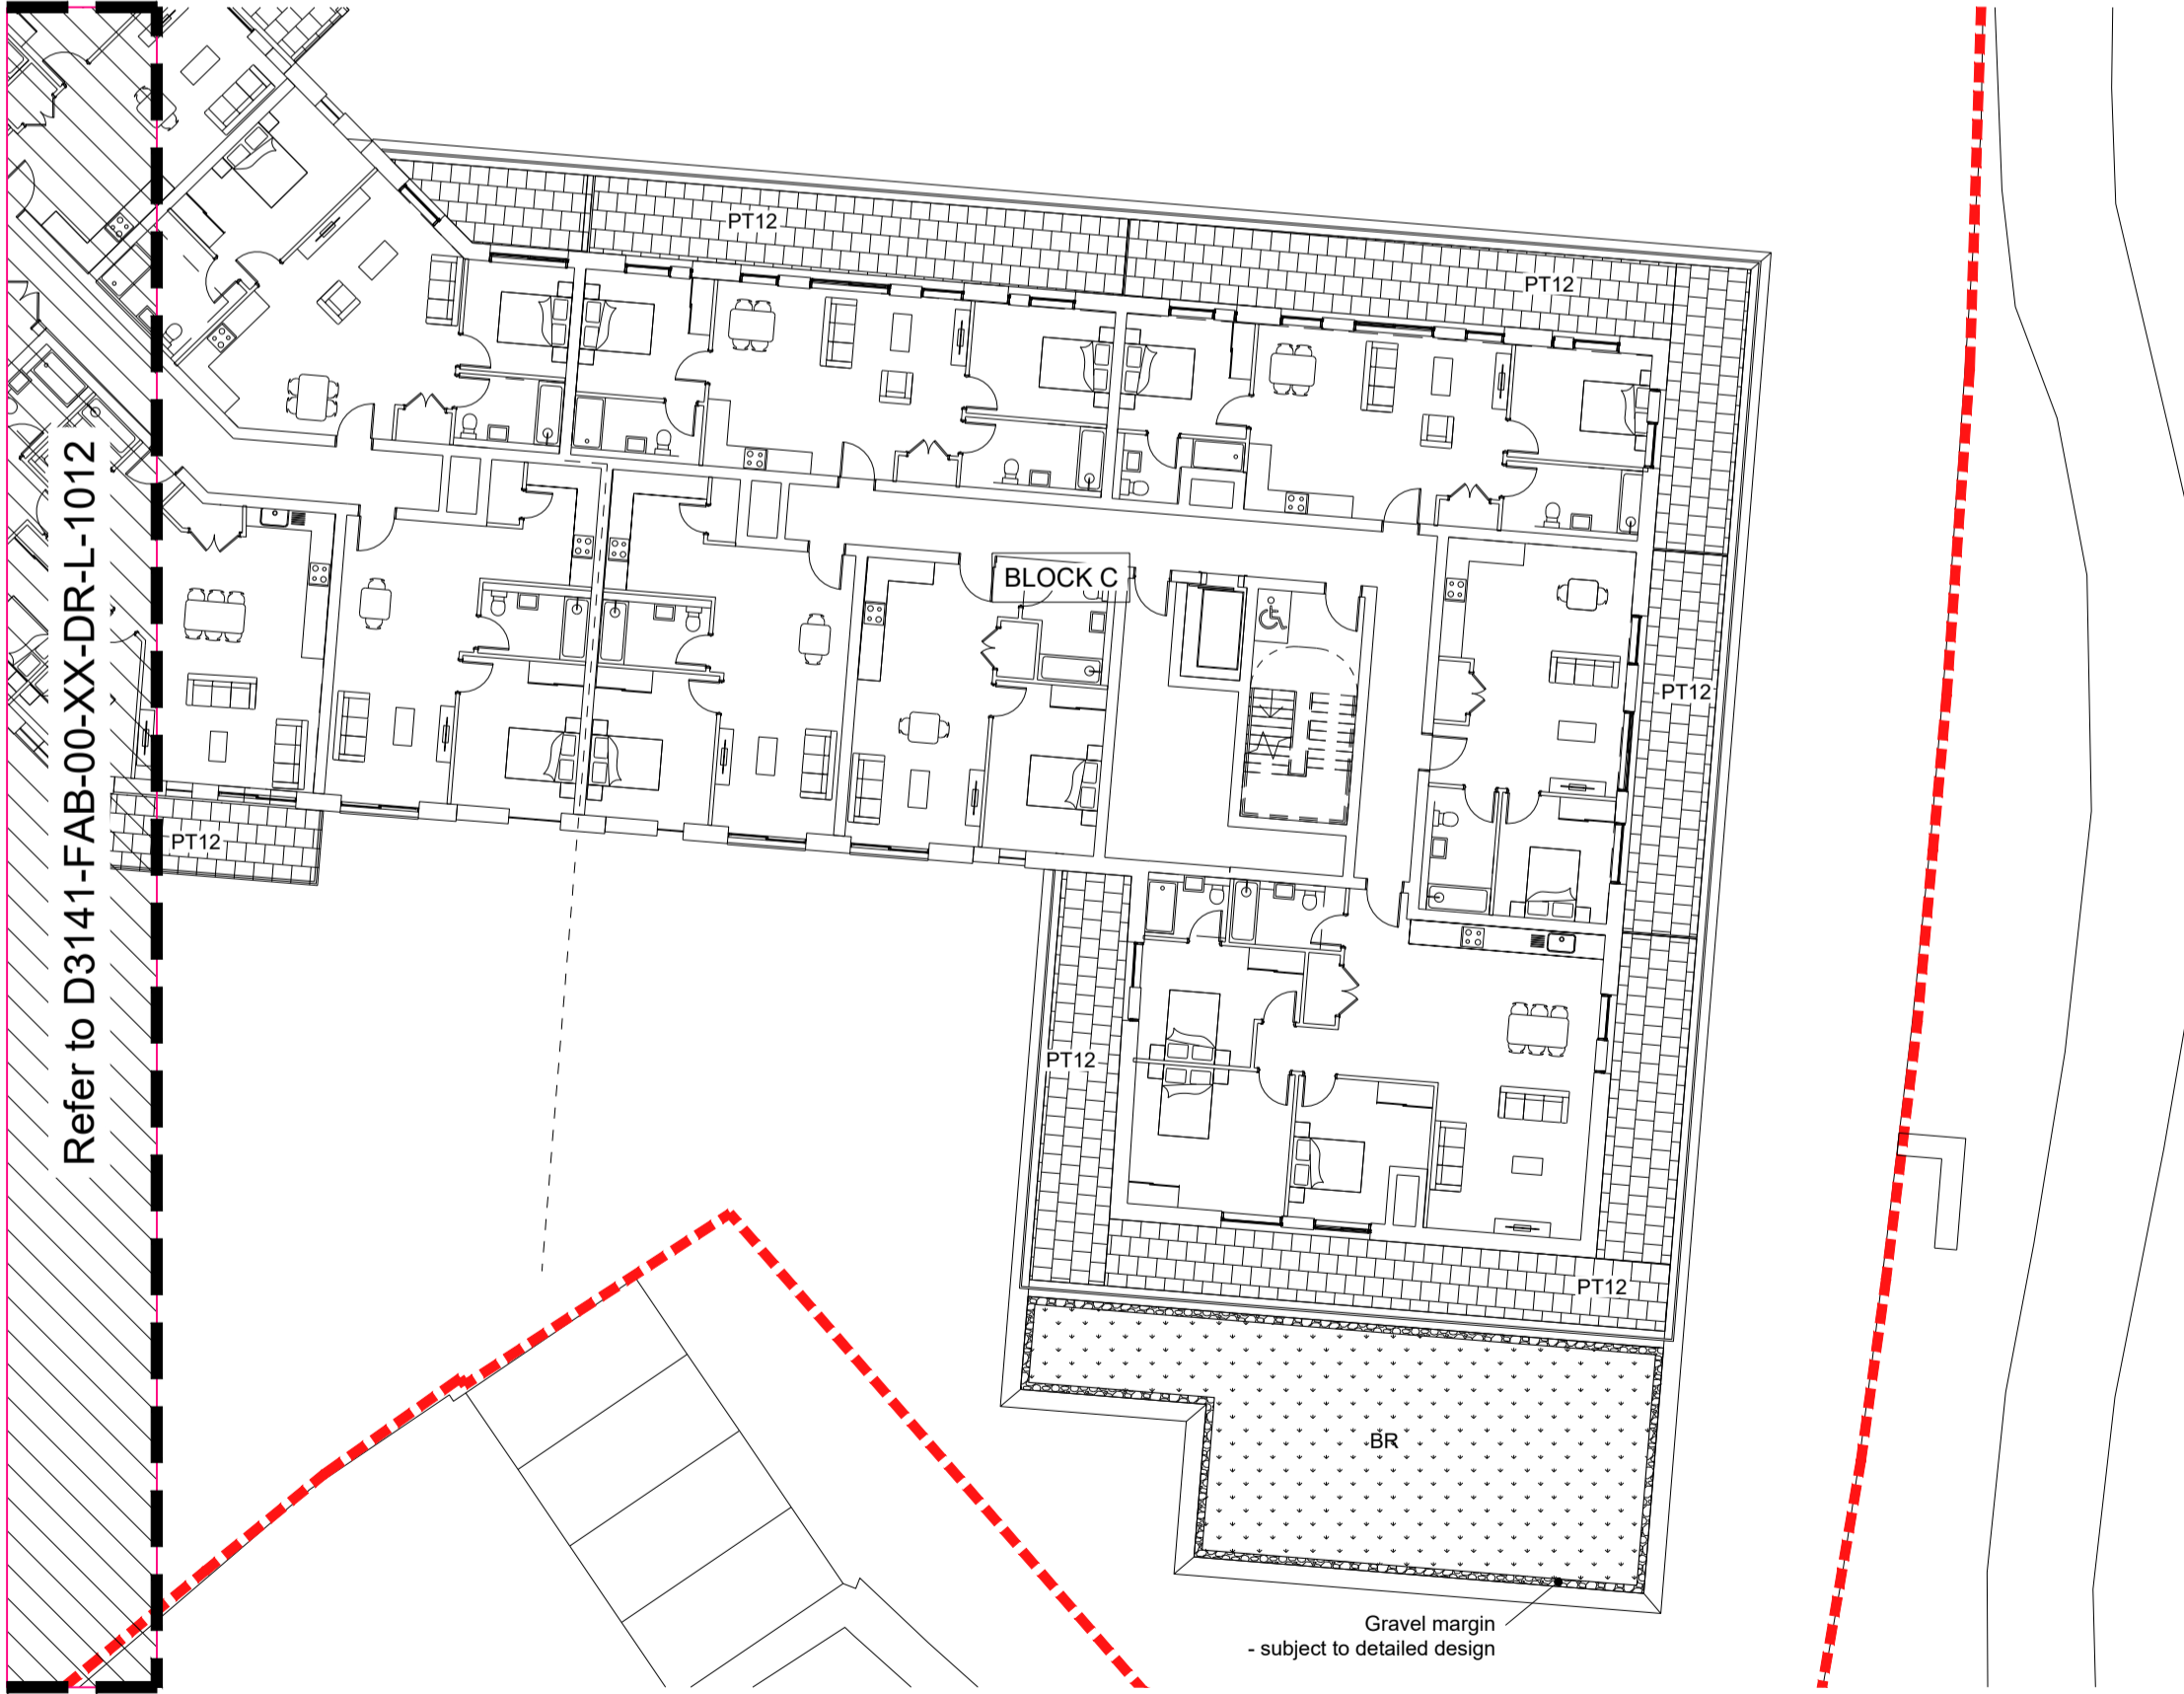 PT12
PT12
BLOCK C
PT12
PT12
PT12
PT12
BR
Gravel margin
- subject to detailed design
Refer to D3141-FAB-00-XX-DR-L-1012